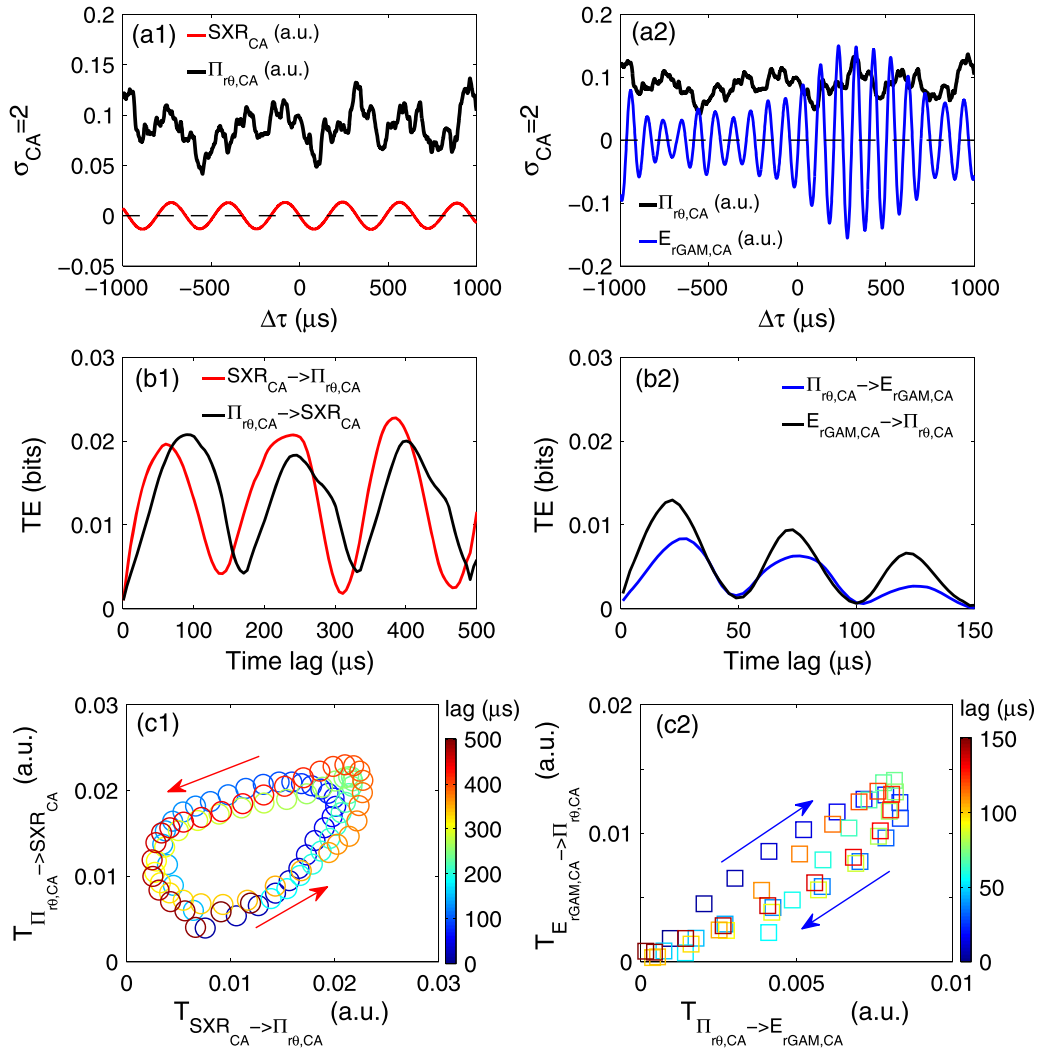 (a1)
SXR_CA (a.u.)
Π_rθ,CA (a.u.)
σ_CA=2
0.2
0.15
0.1
0.05
0
−0.05
−1000
−500
0
500
1000
Δτ (μs)
(a2)
Π_rθ,CA (a.u.)
E_rGAM,CA (a.u.)
σ_CA=2
0.2
0.1
0
−0.1
0.2
−1000
−500
0
500
1000
Δτ (μs)
(b1)
SXR_CA−>Π_rθ,CA
Π_rθ,CA−>SXR_CA
TE (bits)
0.03
0.02
0.01
0
0
100
200
300
400
500
Time lag (μs)
(b2)
Π_rθ,CA−>E_rGAM,CA
E_rGAM,CA−>Π_rθ,CA
TE (bits)
0.03
0.02
0.01
0
0
50
100
150
Time lag (μs)
(c1)
T_Π_rθ,CA−>SXR_CA (a.u.)
0.03
0.02
0.01
0
0
0.01
0.02
0.03
T_SXR_CA−>Π_rθ,CA (a.u.)
lag (μs)
500
400
300
200
100
0
(c2)
T_E_rGAM,CA−>Π_rθ,CA (a.u.)
0.02
0.01
0
0
0.005
0.01
T_Π_rθ,CA−>E_rGAM,CA (a.u.)
lag (μs)
150
100
50
0